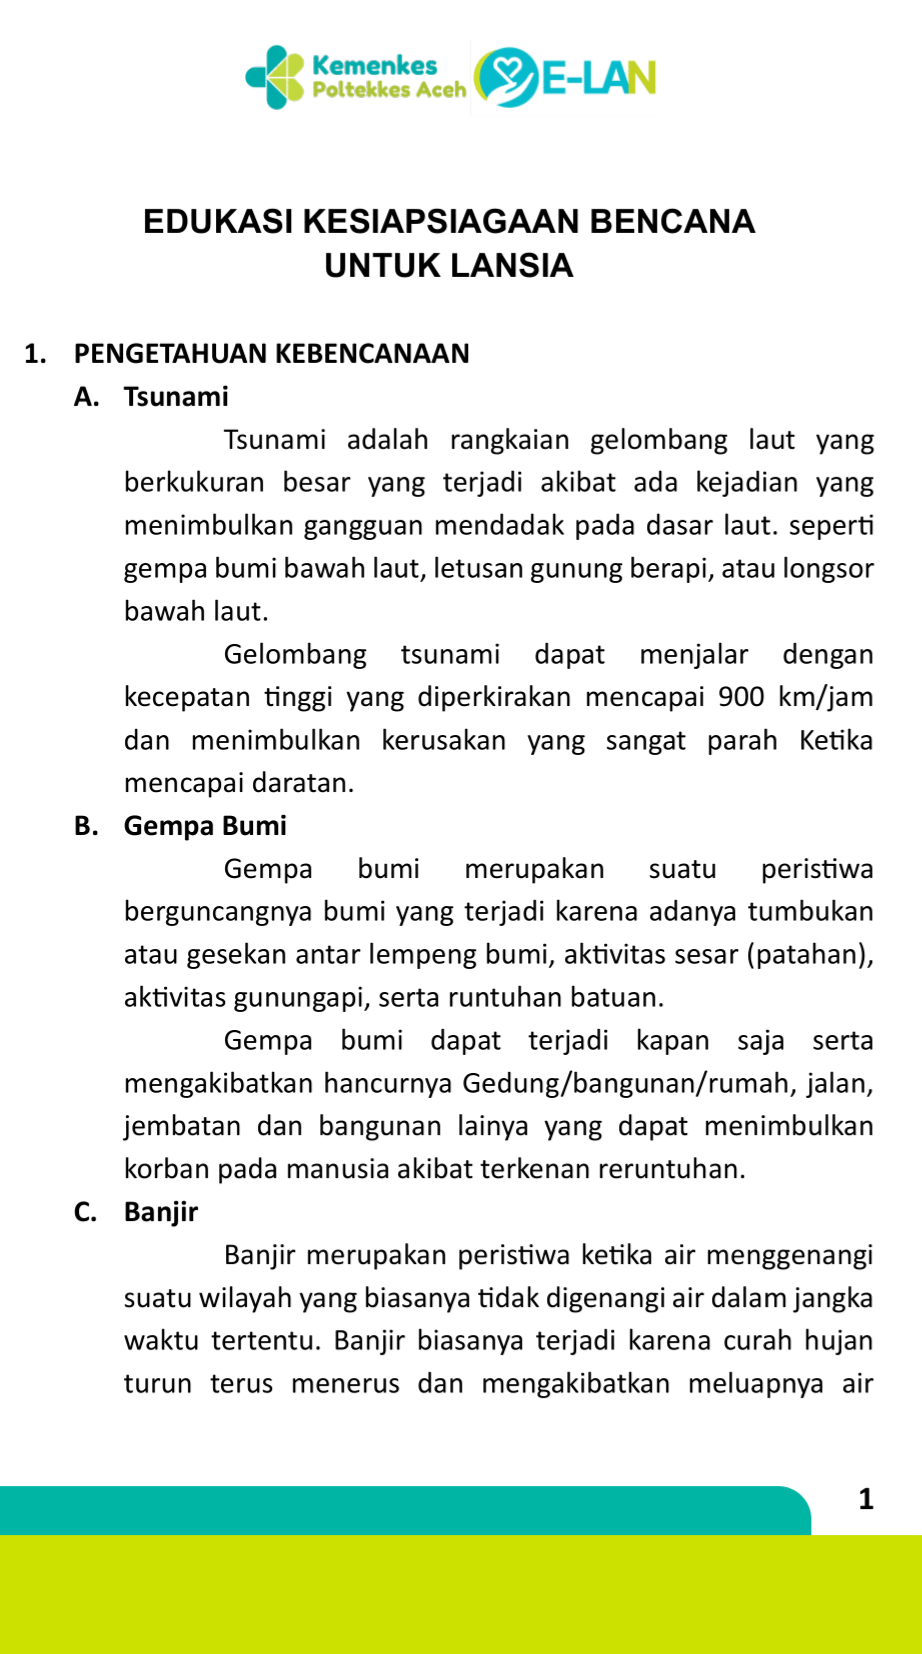 Kemenkes
Poltekkes Aceh
E-LAN
EDUKASI KESIAPSIAGAAN BENCANA
UNTUK LANSIA
1. PENGETAHUAN KEBENCANAAN
A. Tsunami
Tsunami adalah rangkaian gelombang laut yang
berkukuran besar yang terjadi akibat ada kejadian yang
menimbulkan gangguan mendadak pada dasar laut. seperti
gempa bumi bawah laut, letusan gunung berapi, atau longsor
bawah laut.
Gelombang tsunami dapat menjalar dengan
kecepatan tinggi yang diperkirakan mencapai 900 km/jam
dan menimbulkan kerusakan yang sangat parah Ketika
mencapai daratan.
B. Gempa Bumi
Gempa bumi merupakan suatu peristiwa
berguncangnya bumi yang terjadi karena adanya tumbukan
atau gesekan antar lempeng bumi, aktivitas sesar (patahan),
aktivitas gunungapi, serta runtuhan batuan.
Gempa bumi dapat terjadi kapan saja serta
mengakibatkan hancurnya Gedung/bangunan/rumah, jalan,
jembatan dan bangunan lainya yang dapat menimbulkan
korban pada manusia akibat terkenan reruntuhan.
C. Banjir
Banjir merupakan peristiwa ketika air menggenangi
suatu wilayah yang biasanya tidak digenangi air dalam jangka
waktu tertentu. Banjir biasanya terjadi karena curah hujan
turun terus menerus dan mengakibatkan meluapnya air
1